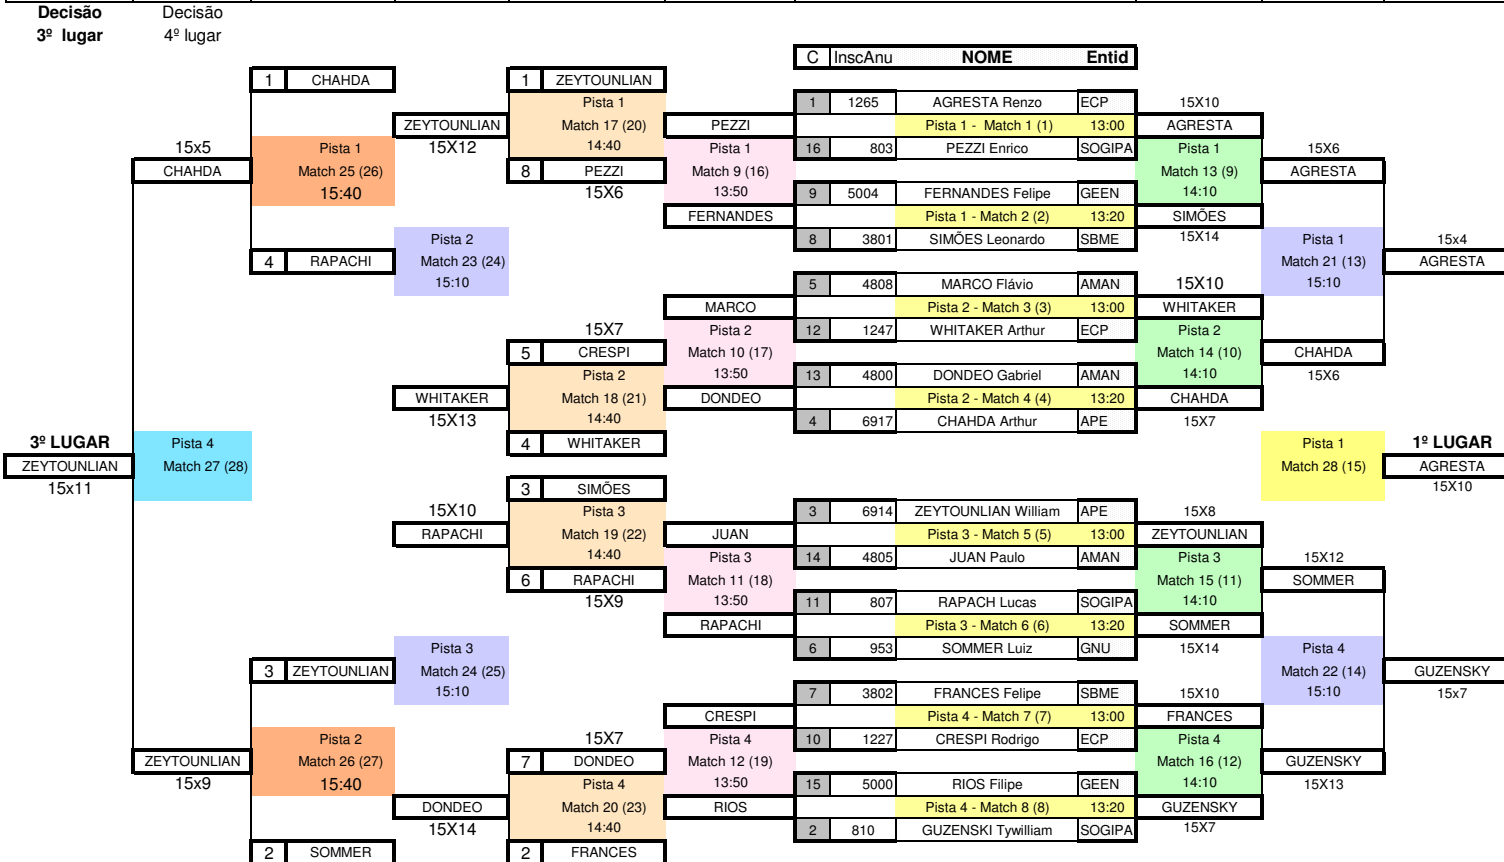 Decisão Decisão
3º lugar 4º lugar
C InscAnu NOME Entid
1 CHAHDA 1 ZEYTOUNLIAN
Pista 1 1 1265 AGRESTA Renzo ECP 15X10
ZEYTOUNLIAN Match 17 (20) PEZZI Pista 1 - Match 1 (1) 13:00 AGRESTA
15x5 Pista 1 15X12 14:40 Pista 1 16 803 PEZZI Enrico SOGIPA Pista 1 15X6
CHAHDA Match 25 (26) 8 PEZZI Match 9 (16) Match 13 (9) AGRESTA
15:40 15X6 13:50 9 5004 FERNANDES Felipe GEEN 14:10
FERNANDES Pista 1 - Match 2 (2) 13:20 SIMÕES
Pista 2 8 3801 SIMÕES Leonardo SBME 15X14 Pista 1 15x4
4 RAPACHI Match 23 (24) Match 21 (13) AGRESTA
15:10 5 4808 MARCO Flávio AMAN 15X10 15:10
MARCO Pista 2 - Match 3 (3) 13:00 WHITAKER
15X7 Pista 2 12 1247 WHITAKER Arthur ECP Pista 2
5 CRESPI Match 10 (17) Match 14 (10) CHAHDA
Pista 2 13:50 13 4800 DONDEO Gabriel AMAN 14:10 15X6
WHITAKER Match 18 (21) DONDEO Pista 2 - Match 4 (4) 13:20 CHAHDA
15X13 14:40 4 6917 CHAHDA Arthur APE 15X7
3º LUGAR Pista 4 4 WHITAKER Pista 1 1º LUGAR
ZEYTOUNLIAN Match 27 (28) Match 28 (15) AGRESTA
15x11 3 SIMÕES 15X10
15X10 Pista 3 3 6914 ZEYTOUNLIAN William APE 15X8
RAPACHI Match 19 (22) JUAN Pista 3 - Match 5 (5) 13:00 ZEYTOUNLIAN
14:40 Pista 3 14 4805 JUAN Paulo AMAN Pista 3 15X12
6 RAPACHI Match 11 (18) Match 15 (11) SOMMER
15X9 13:50 11 807 RAPACH Lucas SOGIPA 14:10
RAPACHI Pista 3 - Match 6 (6) 13:20 SOMMER
Pista 3 6 953 SOMMER Luiz GNU 15X14 Pista 4
3 ZEYTOUNLIAN Match 24 (25) Match 22 (14) GUZENSKY
15:10 7 3802 FRANCES Felipe SBME 15X10 15:10 15x7
CRESPI Pista 4 - Match 7 (7) 13:00 FRANCES
Pista 2 15X7 Pista 4 10 1227 CRESPI Rodrigo ECP Pista 4
ZEYTOUNLIAN Match 26 (27) 7 DONDEO Match 12 (19) Match 16 (12) GUZENSKY
15x9 15:40 Pista 4 13:50 15 5000 RIOS Filipe GEEN 14:10 15X13
DONDEO Match 20 (23) RIOS Pista 4 - Match 8 (8) 13:20 GUZENSKY
15X14 14:40 2 810 GUZENSKI Tywilliam SOGIPA 15X7
2 SOMMER 2 FRANCES